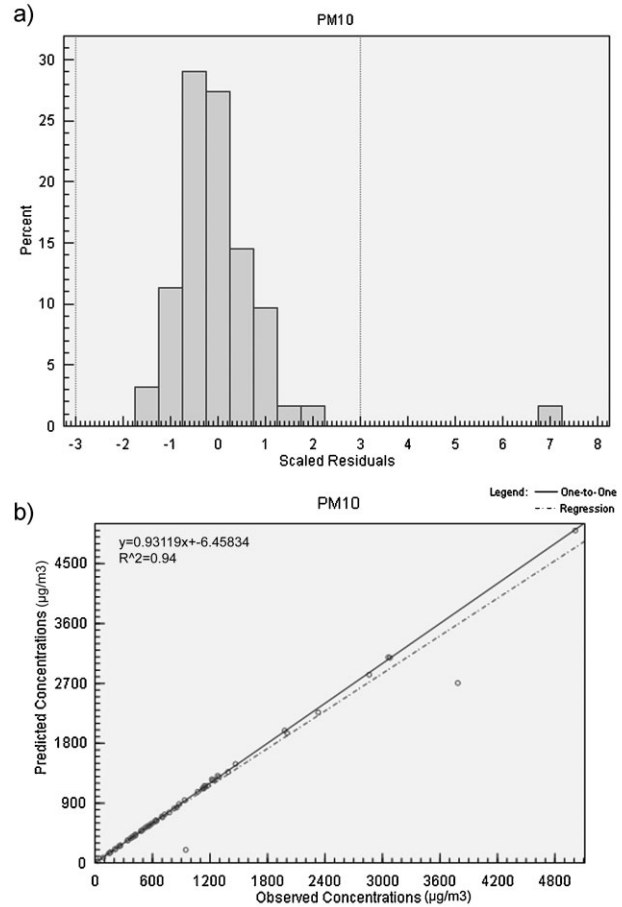 a)
PM10
30
25
20
15
10
5
0
Percent
-3 -2 -1 0 1 2 3 4 5 6 7 8
Scaled Residuals
b)
PM10
Legend: One-to-One
Regression
y=0.93119x+-6.45834
R^2=0.94
4500
3600
2700
1800
900
0
Predicted Concentrations (µg/m3)
0 600 1200 1800 2400 3000 3600 4200 4800
Observed Concentrations (µg/m3)